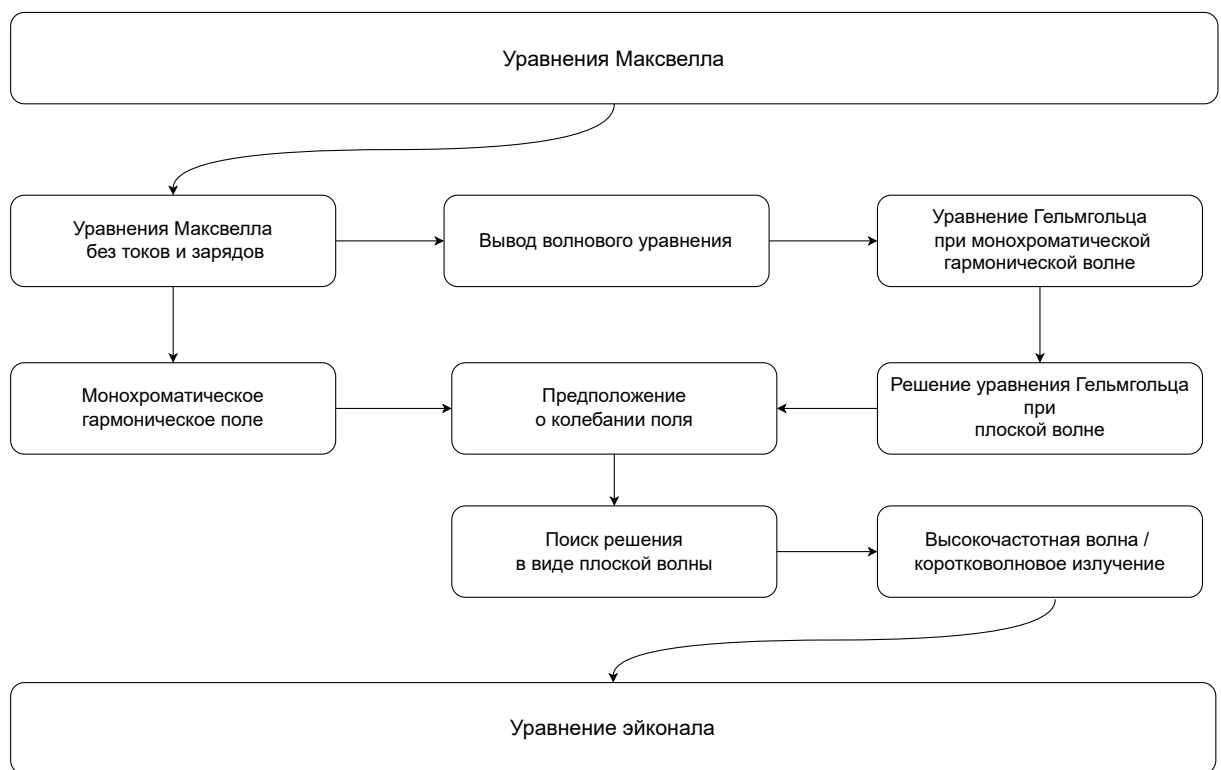 Уравнения Максвелла
Уравнения Максвелла
без токов и зарядов
Вывод волнового уравнения
Уравнение Гельмгольца
при монохроматической
гармонической волне
Монохроматическое
гармоническое поле
Предположение
о колебании поля
Решение уравнения Гельмгольца
при
плоской волне
Поиск решения
в виде плоской волны
Высокочастотная волна /
коротковолновое излучение
Уравнение эйконала